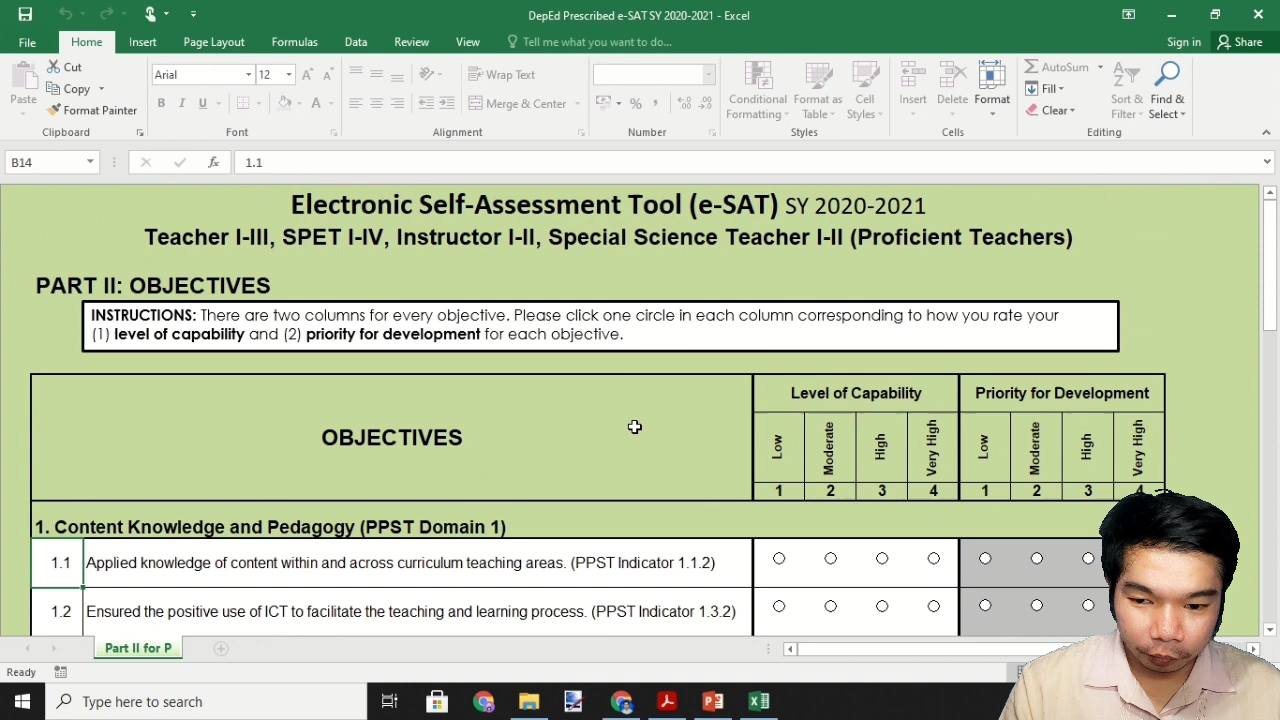 DepEd Prescribed e-SAT SY 2020-2021 - Excel
File Home Insert Page Layout Formulas Data Review View Tell me what you want to do... Sign in Share
Paste
Cut
Copy
Format Painter
Clipboard
Arial 12
B I U
Font
Wrap Text
Merge & Center
Alignment
Number
Conditional Formatting
Format as Table
Cell Styles
Styles
Insert
Delete
Format
Cells
AutoSum
Fill
Clear
Sort & Filter
Find & Select
Editing
B14 fx 1.1
Electronic Self-Assessment Tool (e-SAT) SY 2020-2021
Teacher I-III, SPET I-IV, Instructor I-II, Special Science Teacher I-II (Proficient Teachers)
PART II: OBJECTIVES
INSTRUCTIONS: There are two columns for every objective. Please click one circle in each column corresponding to how you rate your
(1) level of capability and (2) priority for development for each objective.
OBJECTIVES
Level of Capability Priority for Development
Low Moderate High Very High Low Moderate High Very High
1 2 3 4 1 2 3 4
1. Content Knowledge and Pedagogy (PPST Domain 1)
1.1 Applied knowledge of content within and across curriculum teaching areas. (PPST Indicator 1.1.2)
1.2 Ensured the positive use of ICT to facilitate the teaching and learning process. (PPST Indicator 1.3.2)
Part II for P
Ready
Type here to search